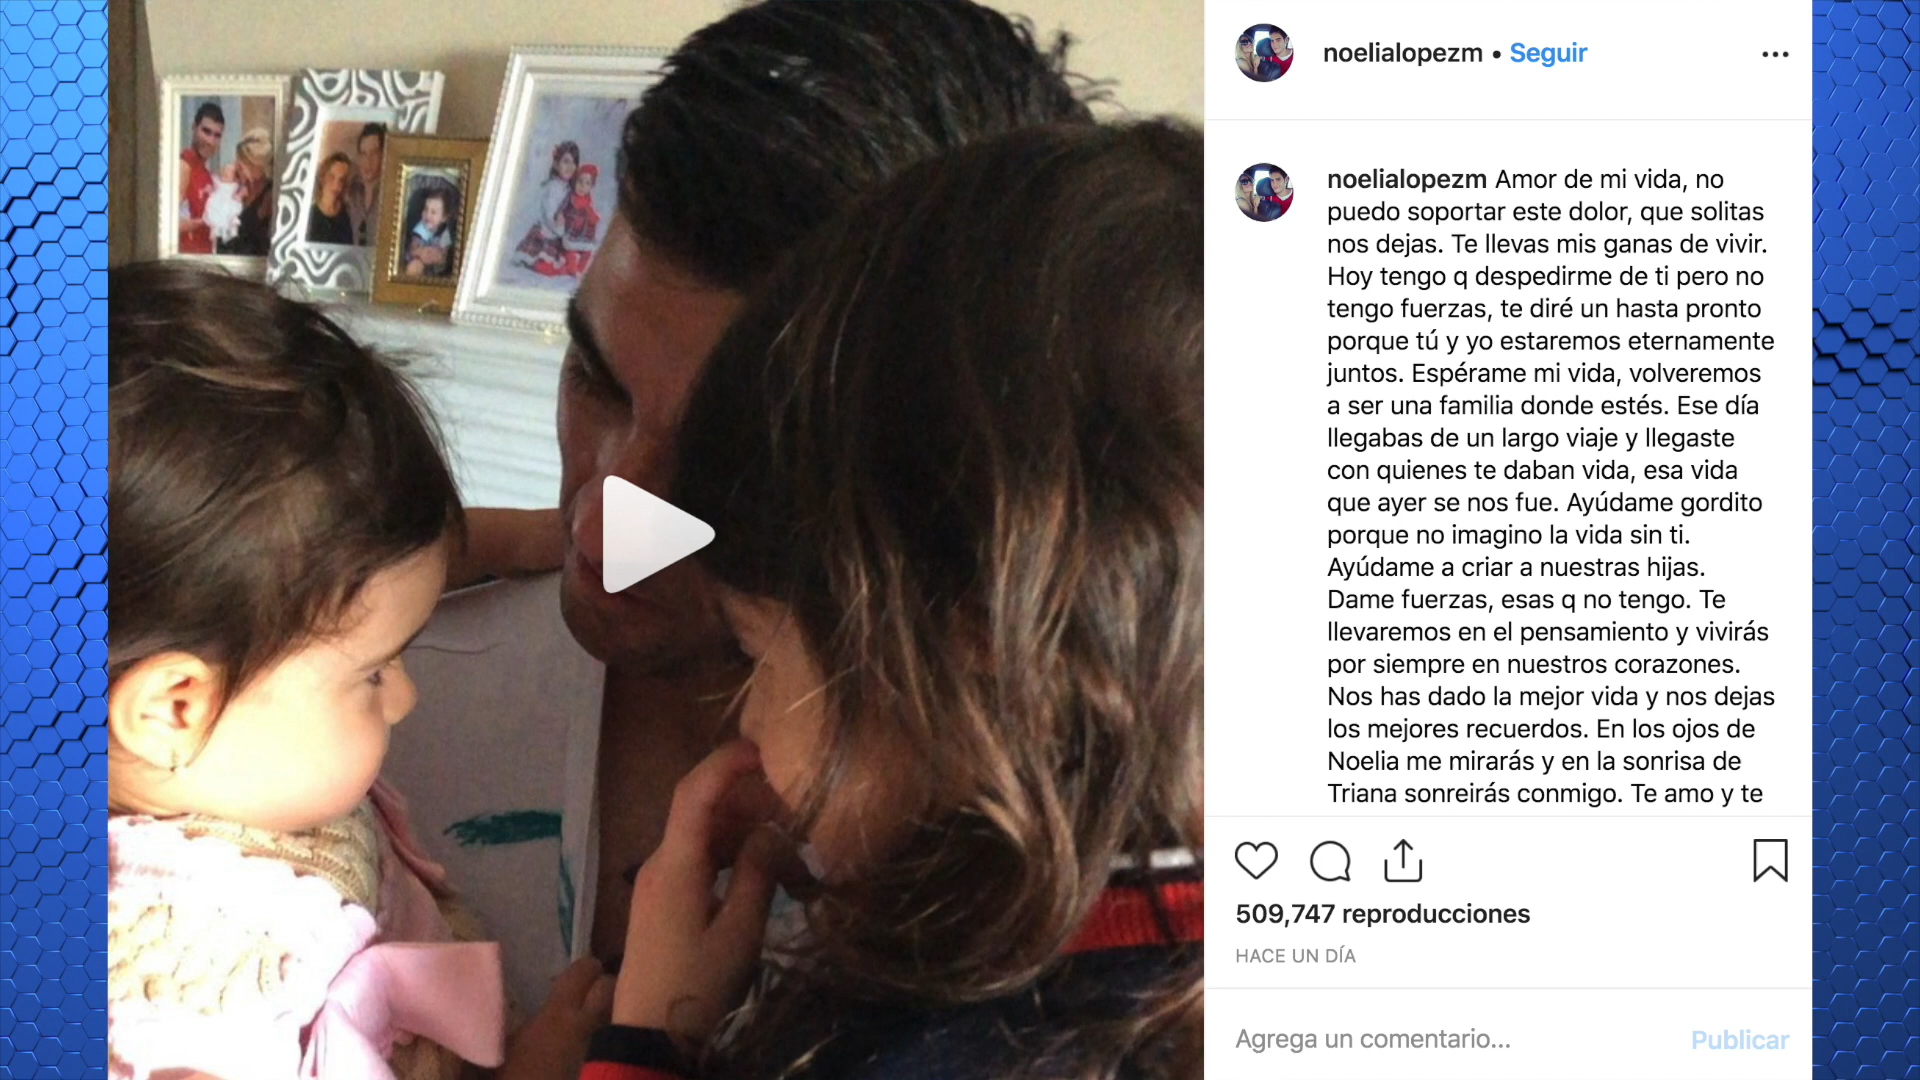 noelialopezm • Seguir
noelialopezm Amor de mi vida, no
puedo soportar este dolor, que solitas
nos dejas. Te llevas mis ganas de vivir.
Hoy tengo q despedirme de ti pero no
tengo fuerzas, te diré un hasta pronto
porque tú y yo estaremos eternamente
juntos. Espérame mi vida, volveremos
a ser una familia donde estés. Ese día
llegabas de un largo viaje y llegaste
con quienes te daban vida, esa vida
que ayer se nos fue. Ayúdame gordito
porque no imagino la vida sin ti.
Ayúdame a criar a nuestras hijas.
Dame fuerzas, esas q no tengo. Te
llevaremos en el pensamiento y vivirás
por siempre en nuestros corazones.
Nos has dado la mejor vida y nos dejas
los mejores recuerdos. En los ojos de
Noelia me mirarás y en la sonrisa de
Triana sonreirás conmigo. Te amo y te
509,747 reproducciones
HACE UN DÍA
Agrega un comentario... Publicar